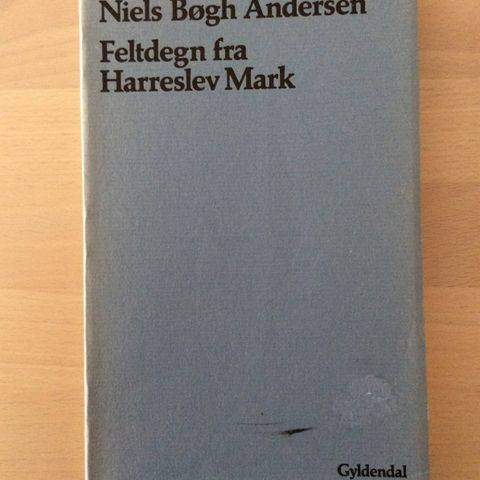 Niels Bøgh Andersen
Feltdegn fra
Harreslev Mark
Gyldendal